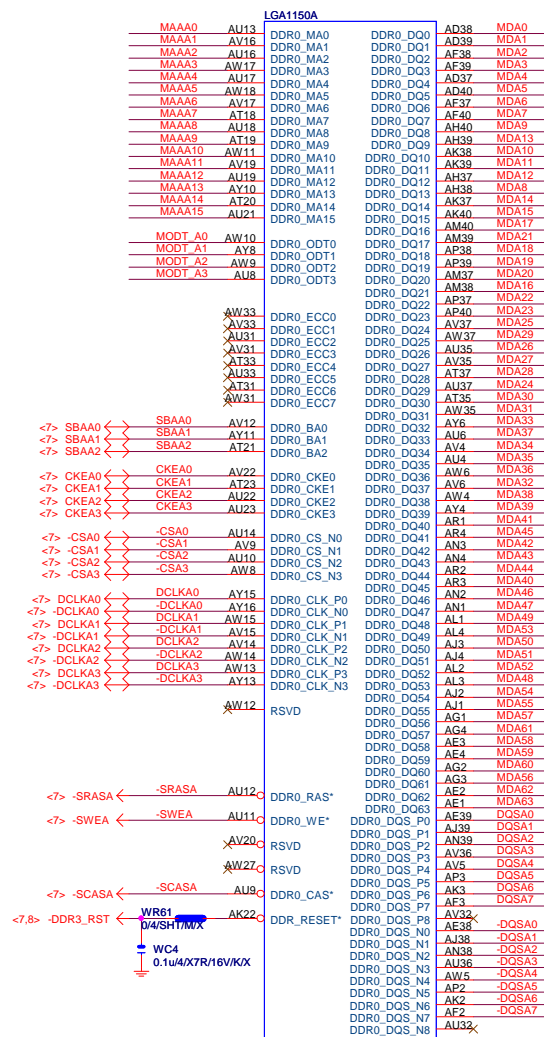 LGA1150A
MAAA0 AU13 DDR0_MA0
MAAA1 AV16 DDR0_MA1
MAAA2 AU16 DDR0_MA2
MAAA3 AW17 DDR0_MA3
MAAA4 AU17 DDR0_MA4
MAAA5 AW18 DDR0_MA5
MAAA6 AV17 DDR0_MA6
MAAA7 AT18 DDR0_MA7
MAAA8 AU18 DDR0_MA8
MAAA9 AT19 DDR0_MA9
MAAA10 AW11 DDR0_MA10
MAAA11 AV19 DDR0_MA11
MAAA12 AU19 DDR0_MA12
MAAA13 AY10 DDR0_MA13
MAAA14 AT20 DDR0_MA14
MAAA15 AU21 DDR0_MA15
MODT_A0 AW10 DDR0_ODT0
MODT_A1 AY8 DDR0_ODT1
MODT_A2 AW9 DDR0_ODT2
MODT_A3 AU8 DDR0_ODT3
AW33 DDR0_ECC0
AV33 DDR0_ECC1
AU31 DDR0_ECC2
AV31 DDR0_ECC3
AT33 DDR0_ECC4
AU33 DDR0_ECC5
AT31 DDR0_ECC6
AW31 DDR0_ECC7
<7> SBAA0 SBAA0 AV12 DDR0_BA0
<7> SBAA1 SBAA1 AY11 DDR0_BA1
<7> SBAA2 SBAA2 AT21 DDR0_BA2
<7> CKEA0 CKEA0 AV22 DDR0_CKE0
<7> CKEA1 CKEA1 AT23 DDR0_CKE1
<7> CKEA2 CKEA2 AU22 DDR0_CKE2
<7> CKEA3 CKEA3 AU23 DDR0_CKE3
<7> -CSA0 -CSA0 AU14 DDR0_CS_N0
<7> -CSA1 -CSA1 AV9 DDR0_CS_N1
<7> -CSA2 -CSA2 AU10 DDR0_CS_N2
<7> -CSA3 -CSA3 AW8 DDR0_CS_N3
<7> DCLKA0 DCLKA0 AY15 DDR0_CLK_P0
<7> -DCLKA0 -DCLKA0 AY16 DDR0_CLK_N0
<7> DCLKA1 DCLKA1 AW15 DDR0_CLK_P1
<7> -DCLKA1 -DCLKA1 AV15 DDR0_CLK_N1
<7> DCLKA2 DCLKA2 AV14 DDR0_CLK_P2
<7> -DCLKA2 -DCLKA2 AW14 DDR0_CLK_N2
<7> DCLKA3 DCLKA3 AW13 DDR0_CLK_P3
<7> -DCLKA3 -DCLKA3 AY13 DDR0_CLK_N3
AW12 RSVD
<7> -SRASA -SRASA AU12 DDR0_RAS*
<7> -SWEA -SWEA AU11 DDR0_WE*
AV20 RSVD
AW27 RSVD
<7> -SCASA -SCASA AU9 DDR0_CAS*
<7,8> -DDR3_RST WR61 AK22 DDR_RESET*
0/4/SHT/M/X
WC4
0.1u/4/X7R/16V/K/X
DDR0_DQ0 AD38 MDA0
DDR0_DQ1 AD39 MDA1
DDR0_DQ2 AF38 MDA2
DDR0_DQ3 AF39 MDA3
DDR0_DQ4 AD37 MDA4
DDR0_DQ5 AD40 MDA5
DDR0_DQ6 AF37 MDA6
DDR0_DQ7 AF40 MDA7
DDR0_DQ8 AH40 MDA9
DDR0_DQ9 AH39 MDA13
DDR0_DQ10 AK38 MDA10
DDR0_DQ11 AK39 MDA11
DDR0_DQ12 AH37 MDA12
DDR0_DQ13 AH38 MDA8
DDR0_DQ14 AK37 MDA14
DDR0_DQ15 AK40 MDA15
DDR0_DQ16 AM40 MDA17
DDR0_DQ17 AM39 MDA21
DDR0_DQ18 AP38 MDA18
DDR0_DQ19 AP39 MDA19
DDR0_DQ20 AM37 MDA20
DDR0_DQ21 AM38 MDA16
DDR0_DQ22 AP37 MDA22
DDR0_DQ23 AP40 MDA23
DDR0_DQ24 AV37 MDA25
DDR0_DQ25 AW37 MDA29
DDR0_DQ26 AU35 MDA26
DDR0_DQ27 AV35 MDA27
DDR0_DQ28 AT37 MDA28
DDR0_DQ29 AU37 MDA24
DDR0_DQ30 AT35 MDA30
DDR0_DQ31 AW35 MDA31
DDR0_DQ32 AY6 MDA33
DDR0_DQ33 AU6 MDA37
DDR0_DQ34 AV4 MDA34
DDR0_DQ35 AU4 MDA35
DDR0_DQ36 AW6 MDA36
DDR0_DQ37 AV6 MDA32
DDR0_DQ38 AW4 MDA38
DDR0_DQ39 AY4 MDA39
DDR0_DQ40 AR1 MDA41
DDR0_DQ41 AR4 MDA45
DDR0_DQ42 AN3 MDA42
DDR0_DQ43 AN4 MDA43
DDR0_DQ44 AR2 MDA44
DDR0_DQ45 AR3 MDA40
DDR0_DQ46 AN2 MDA46
DDR0_DQ47 AN1 MDA47
DDR0_DQ48 AL1 MDA49
DDR0_DQ49 AL4 MDA53
DDR0_DQ50 AJ3 MDA50
DDR0_DQ51 AJ4 MDA51
DDR0_DQ52 AL2 MDA52
DDR0_DQ53 AL3 MDA48
DDR0_DQ54 AJ2 MDA54
DDR0_DQ55 AJ1 MDA55
DDR0_DQ56 AG1 MDA57
DDR0_DQ57 AG4 MDA61
DDR0_DQ58 AE3 MDA58
DDR0_DQ59 AE4 MDA59
DDR0_DQ60 AG2 MDA60
DDR0_DQ61 AG3 MDA56
DDR0_DQ62 AE2 MDA62
DDR0_DQ63 AE1 MDA63
DDR0_DQS_P0 AE39 DQSA0
DDR0_DQS_P1 AJ39 DQSA1
DDR0_DQS_P2 AN39 DQSA2
DDR0_DQS_P3 AV36 DQSA3
DDR0_DQS_P4 AV5 DQSA4
DDR0_DQS_P5 AP3 DQSA5
DDR0_DQS_P6 AK3 DQSA6
DDR0_DQS_P7 AF3 DQSA7
DDR0_DQS_P8 AV32
DDR0_DQS_N0 AE38 -DQSA0
DDR0_DQS_N1 AJ38 -DQSA1
DDR0_DQS_N2 AN38 -DQSA2
DDR0_DQS_N3 AU36 -DQSA3
DDR0_DQS_N4 AW5 -DQSA4
DDR0_DQS_N5 AP2 -DQSA5
DDR0_DQS_N6 AK2 -DQSA6
DDR0_DQS_N7 AF2 -DQSA7
DDR0_DQS_N8 AU32